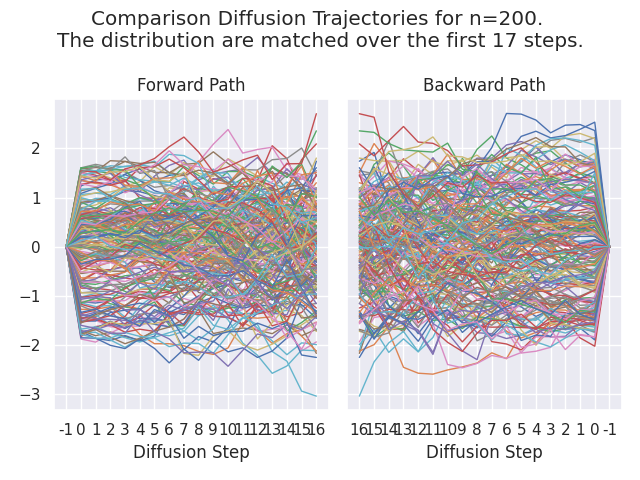 Comparison Diffusion Trajectories for n=200.
The distribution are matched over the first 17 steps.
Forward Path
Backward Path
2
1
0
−1
−2
−3
-1 0 1 2 3 4 5 6 7 8 9 10 11 12 13 14 15 16
16 15 14 13 12 11 10 9 8 7 6 5 4 3 2 1 0 -1
Diffusion Step
Diffusion Step